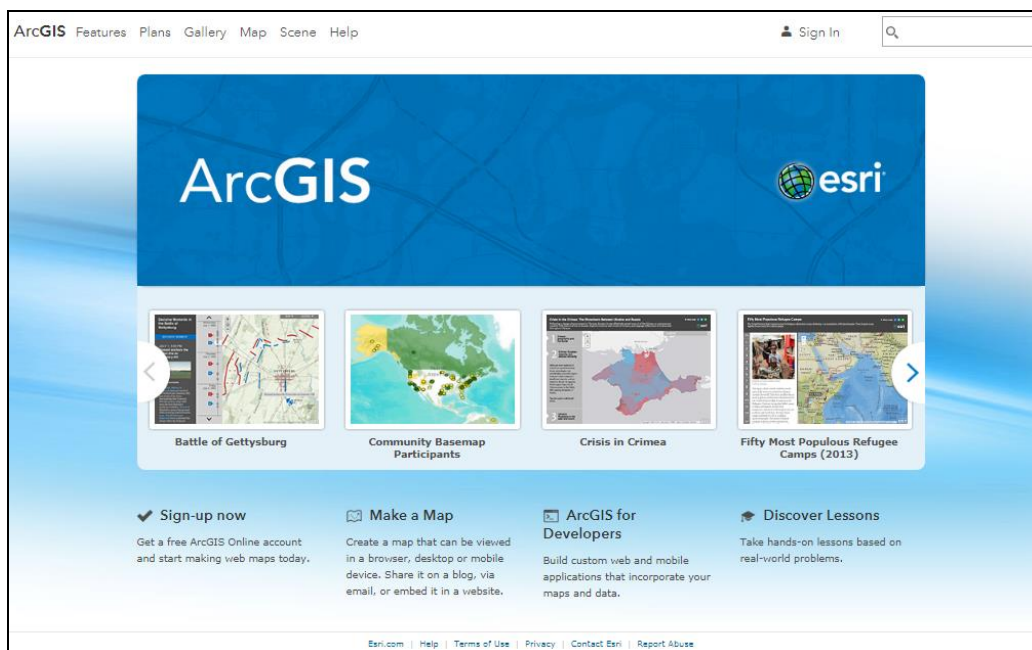 ArcGIS Features Plans Gallery Map Scene Help Sign In
ArcGIS
esri
Battle of Gettysburg
Community Basemap
Participants
Crisis in Crimea
Fifty Most Populous Refugee
Camps (2013)
Sign-up now
Get a free ArcGIS Online account
and start making web maps today.
Make a Map
Create a map that can be viewed
in a browser, desktop or mobile
device. Share it on a blog, via
email, or embed it in a website.
ArcGIS for
Developers
Build custom web and mobile
applications that incorporate your
maps and data.
Discover Lessons
Take hands-on lessons based on
real-world problems.
Esri.com | Help | Terms of Use | Privacy | Contact Esri | Report Abuse